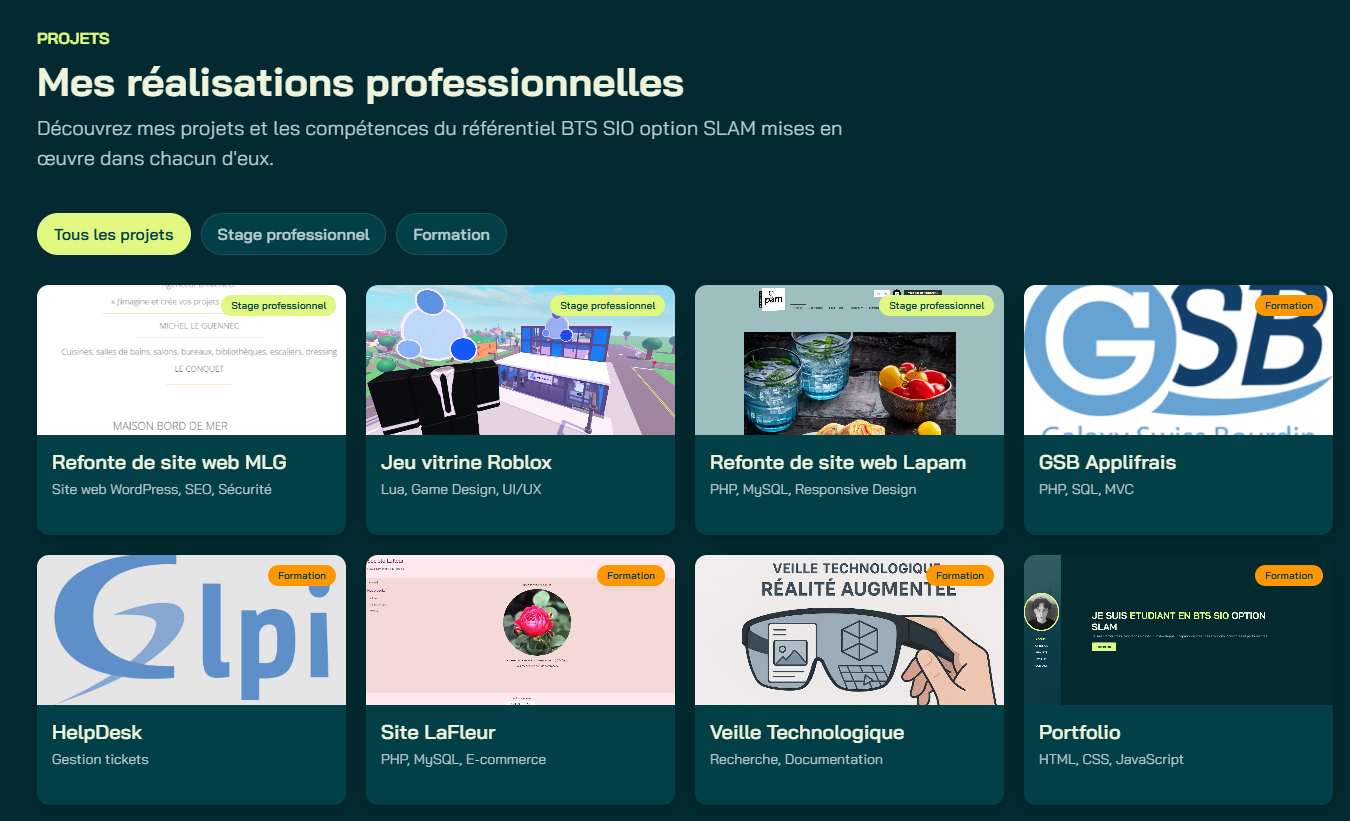 PROJETS
Mes réalisations professionnelles
Découvrez mes projets et les compétences du référentiel BTS SIO option SLAM mises en
œuvre dans chacun d'eux.
Tous les projets
Stage professionnel
Formation
« J'imagine et crée vos projets
Stage professionnel
MICHEL LE GUENNEC
Cuisines, salles de bains, salons, bureaux, bibliothèques, escaliers, dressing
LE CONQUET
MAISON BORD DE MER
Refonte de site web MLG
Site web WordPress, SEO, Sécurité
Stage professionnel
Jeu vitrine Roblox
Lua, Game Design, UI/UX
pam
Stage professionnel
Refonte de site web Lapam
PHP, MySQL, Responsive Design
Formation
GSB
Galaxy Swiss Bourdin
GSB Applifrais
PHP, SQL, MVC
Formation
Glpi
HelpDesk
Gestion tickets
Formation
Site LaFleur
PHP, MySQL, E-commerce
VEILLE TECHNOLOGIQUE
Formation
RÉALITÉ AUGMENTÉE
Veille Technologique
Recherche, Documentation
Formation
JE SUIS ETUDIANT EN BTS SIO OPTION
SLAM
Portfolio
HTML, CSS, JavaScript